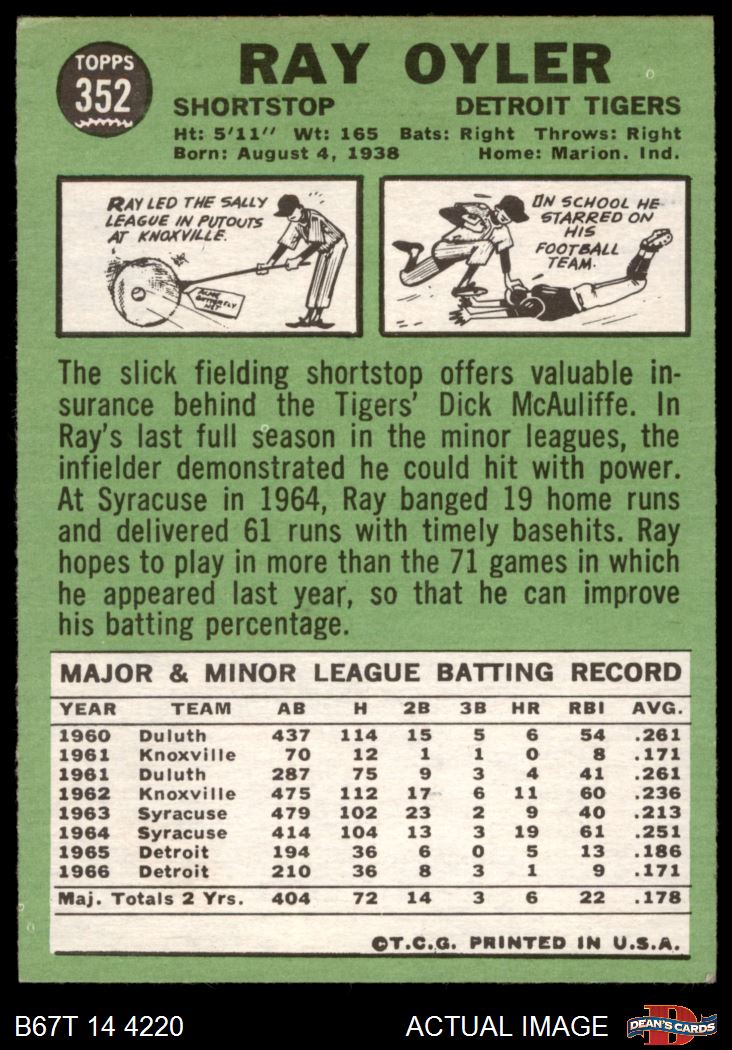 TOPPS
352
RAY OYLER
SHORTSTOP DETROIT TIGERS
Ht: 5'11" Wt: 165 Bats: Right Throws: Right
Born: August 4, 1938 Home: Marion. Ind.
RAY LED THE SALLY
LEAGUE IN PUTOUTS
AT KNOXVILLE.
ACME
BUTTERFLY
NET
IN SCHOOL HE
STARRED ON
HIS
FOOTBALL
TEAM.
The slick fielding shortstop offers valuable in-
surance behind the Tigers' Dick McAuliffe. In
Ray's last full season in the minor leagues, the
infielder demonstrated he could hit with power.
At Syracuse in 1964, Ray banged 19 home runs
and delivered 61 runs with timely basehits. Ray
hopes to play in more than the 71 games in which
he appeared last year, so that he can improve
his batting percentage.
MAJOR & MINOR LEAGUE BATTING RECORD
YEAR TEAM AB H 2B 3B HR RBI AVG.
1960 Duluth 437 114 15 5 6 54 .261
1961 Knoxville 70 12 1 1 0 8 .171
1961 Duluth 287 75 9 3 4 41 .261
1962 Knoxville 475 112 17 6 11 60 .236
1963 Syracuse 479 102 23 2 9 40 .213
1964 Syracuse 414 104 13 3 19 61 .251
1965 Detroit 194 36 6 0 5 13 .186
1966 Detroit 210 36 8 3 1 9 .171
Maj. Totals 2 Yrs. 404 72 14 3 6 22 .178
©T.C.G. PRINTED IN U.S.A.
B67T 14 4220 ACTUAL IMAGE
DEAN'S CARDS